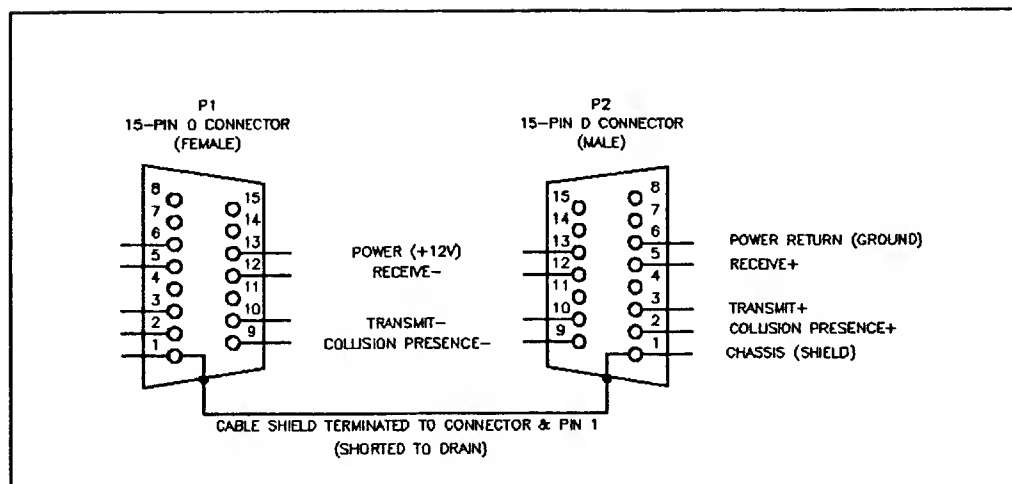 P1
15-PIN D CONNECTOR
(FEMALE)
8
7
6
5
4
3
2
1
15
14
13
12
11
10
9
POWER (+12V)
RECEIVE-
TRANSMIT-
COLLISION PRESENCE-
P2
15-PIN D CONNECTOR
(MALE)
15
14
13
12
11
10
9
8
7
6
5
4
3
2
1
POWER RETURN (GROUND)
RECEIVE+
TRANSMIT+
COLLISION PRESENCE+
CHASSIS (SHIELD)
CABLE SHIELD TERMINATED TO CONNECTOR & PIN 1
(SHORTED TO DRAIN)